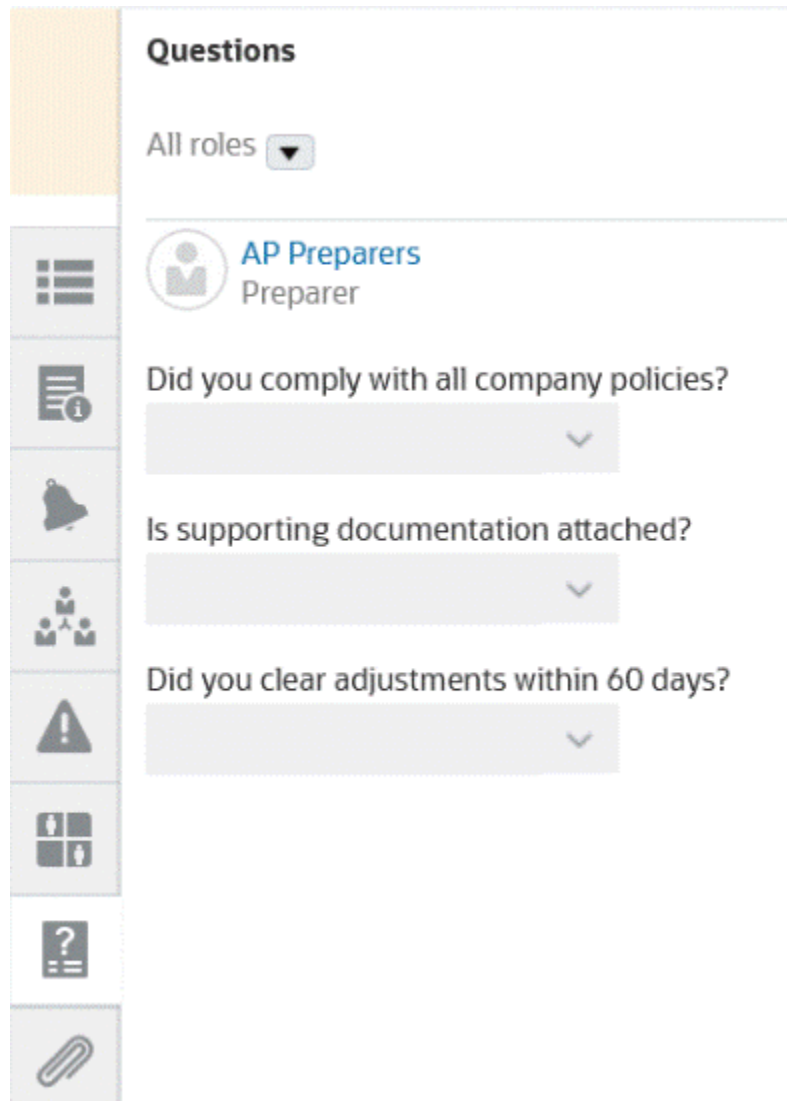 Questions
All roles
AP Preparers
Preparer
Did you comply with all company policies?
Is supporting documentation attached?
Did you clear adjustments within 60 days?